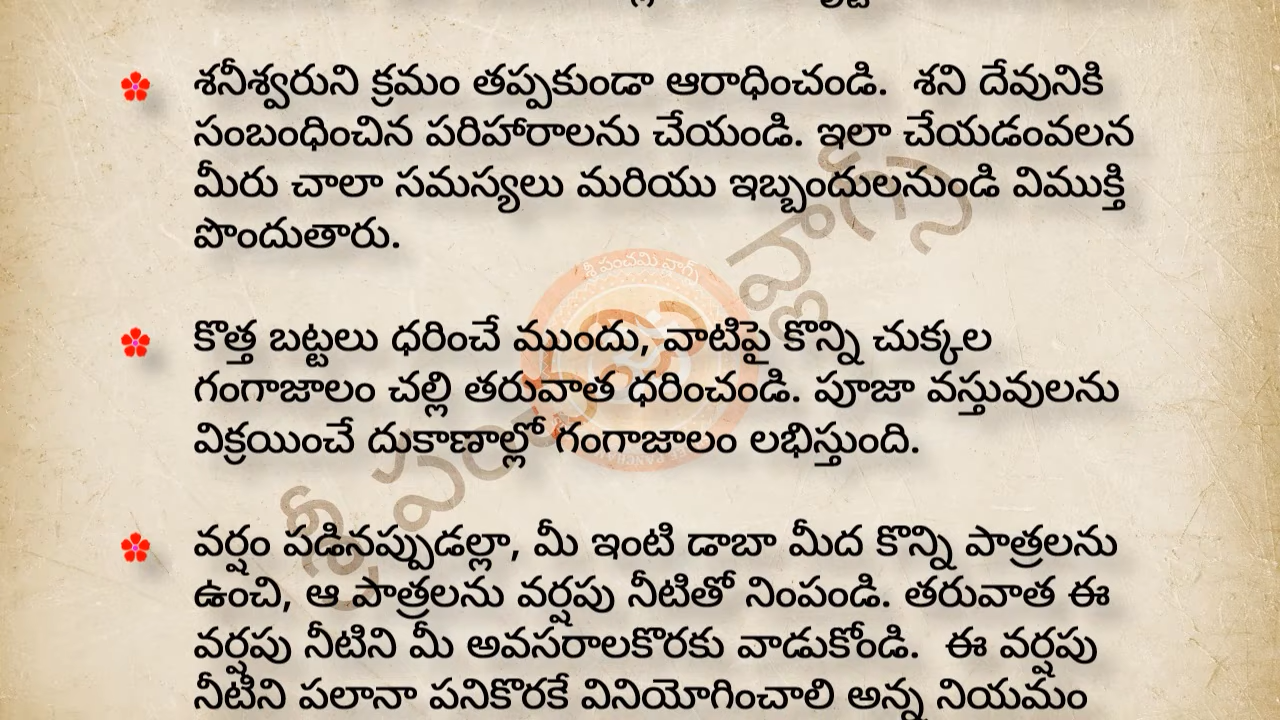 శనీశ్వరుని క్రమం తప్పకుండా ఆరాధించండి. శని దేవునికి
సంబంధించిన పరిహారాలను చేయండి. ఇలా చేయడంవలన
మీరు చాలా సమస్యలు మరియు ఇబ్బందులనుండి విముక్తి
పొందుతారు.
కొత్త బట్టలు ధరించే ముందు, వాటిపై కొన్ని చుక్కల
గంగాజాలం చల్లి తరువాత ధరించండి. పూజా వస్తువులను
విక్రయించే దుకాణాల్లో గంగాజాలం లభిస్తుంది.
వర్షం పడినప్పుడల్లా, మీ ఇంటి డాబా మీద కొన్ని పాత్రలను
ఉంచి, ఆ పాత్రలను వర్షపు నీటితో నింపండి. తరువాత ఈ
వర్షపు నీటిని మీ అవసరాలకొరకు వాడుకోండి. ఈ వర్షపు
నీటిని పలానా పనికొరకే వినియోగించాలి అన్న నియమం
శ్రీ పంచమి వ్లాగ్స్